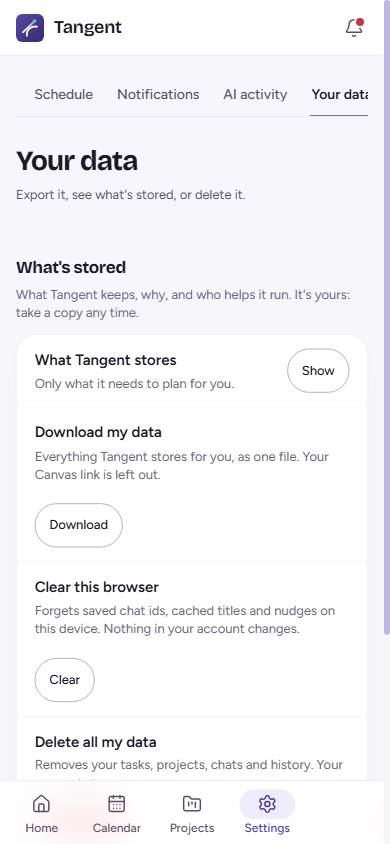 Tangent
Schedule Notifications AI activity Your data
Your data
Export it, see what's stored, or delete it.
What's stored
What Tangent keeps, why, and who helps it run. It's yours:
take a copy any time.
What Tangent stores
Only what it needs to plan for you.
Show
Download my data
Everything Tangent stores for you, as one file. Your
Canvas link is left out.
Download
Clear this browser
Forgets saved chat ids, cached titles and nudges on
this device. Nothing in your account changes.
Clear
Delete all my data
Removes your tasks, projects, chats and history. Your
Home Calendar Projects Settings